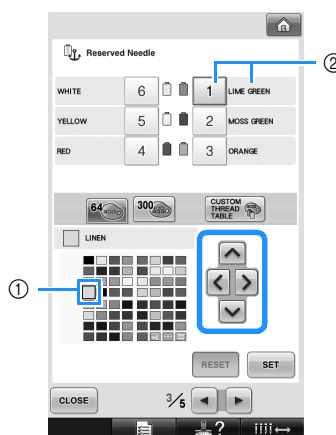 Reserved Needle
②
WHITE 6 1 LIME GREEN
YELLOW 5 2 MOSS GREEN
RED 4 3 ORANGE
64 300 CUSTOM
THREAD
TABLE
LINEN
①
RESET SET
CLOSE 3/5
?